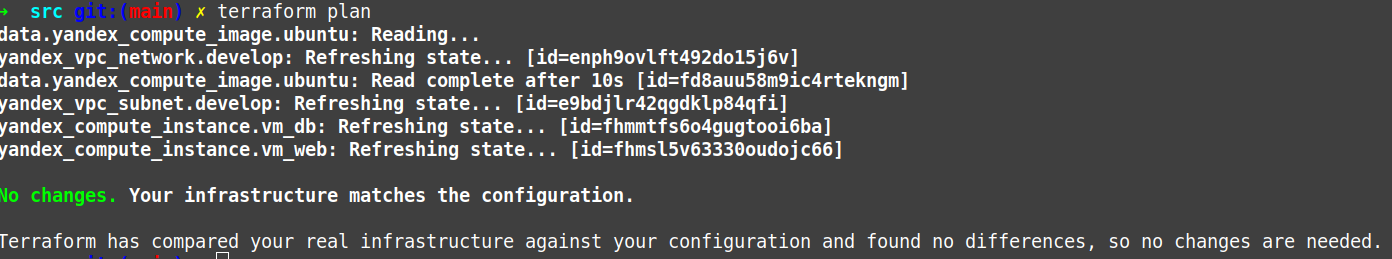 → src git:(main) ✗ terraform plan
data.yandex_compute_image.ubuntu: Reading...
yandex_vpc_network.develop: Refreshing state... [id=enph9ovlft492do15j6v]
data.yandex_compute_image.ubuntu: Read complete after 10s [id=fd8auu58m9ic4rtekngm]
yandex_vpc_subnet.develop: Refreshing state... [id=e9bdjlr42qgdklp84qfi]
yandex_compute_instance.vm_db: Refreshing state... [id=fhmmtfs6o4gugtooi6ba]
yandex_compute_instance.vm_web: Refreshing state... [id=fhmsl5v63330oudojc66]
No changes. Your infrastructure matches the configuration.
Terraform has compared your real infrastructure against your configuration and found no differences, so no changes are needed.